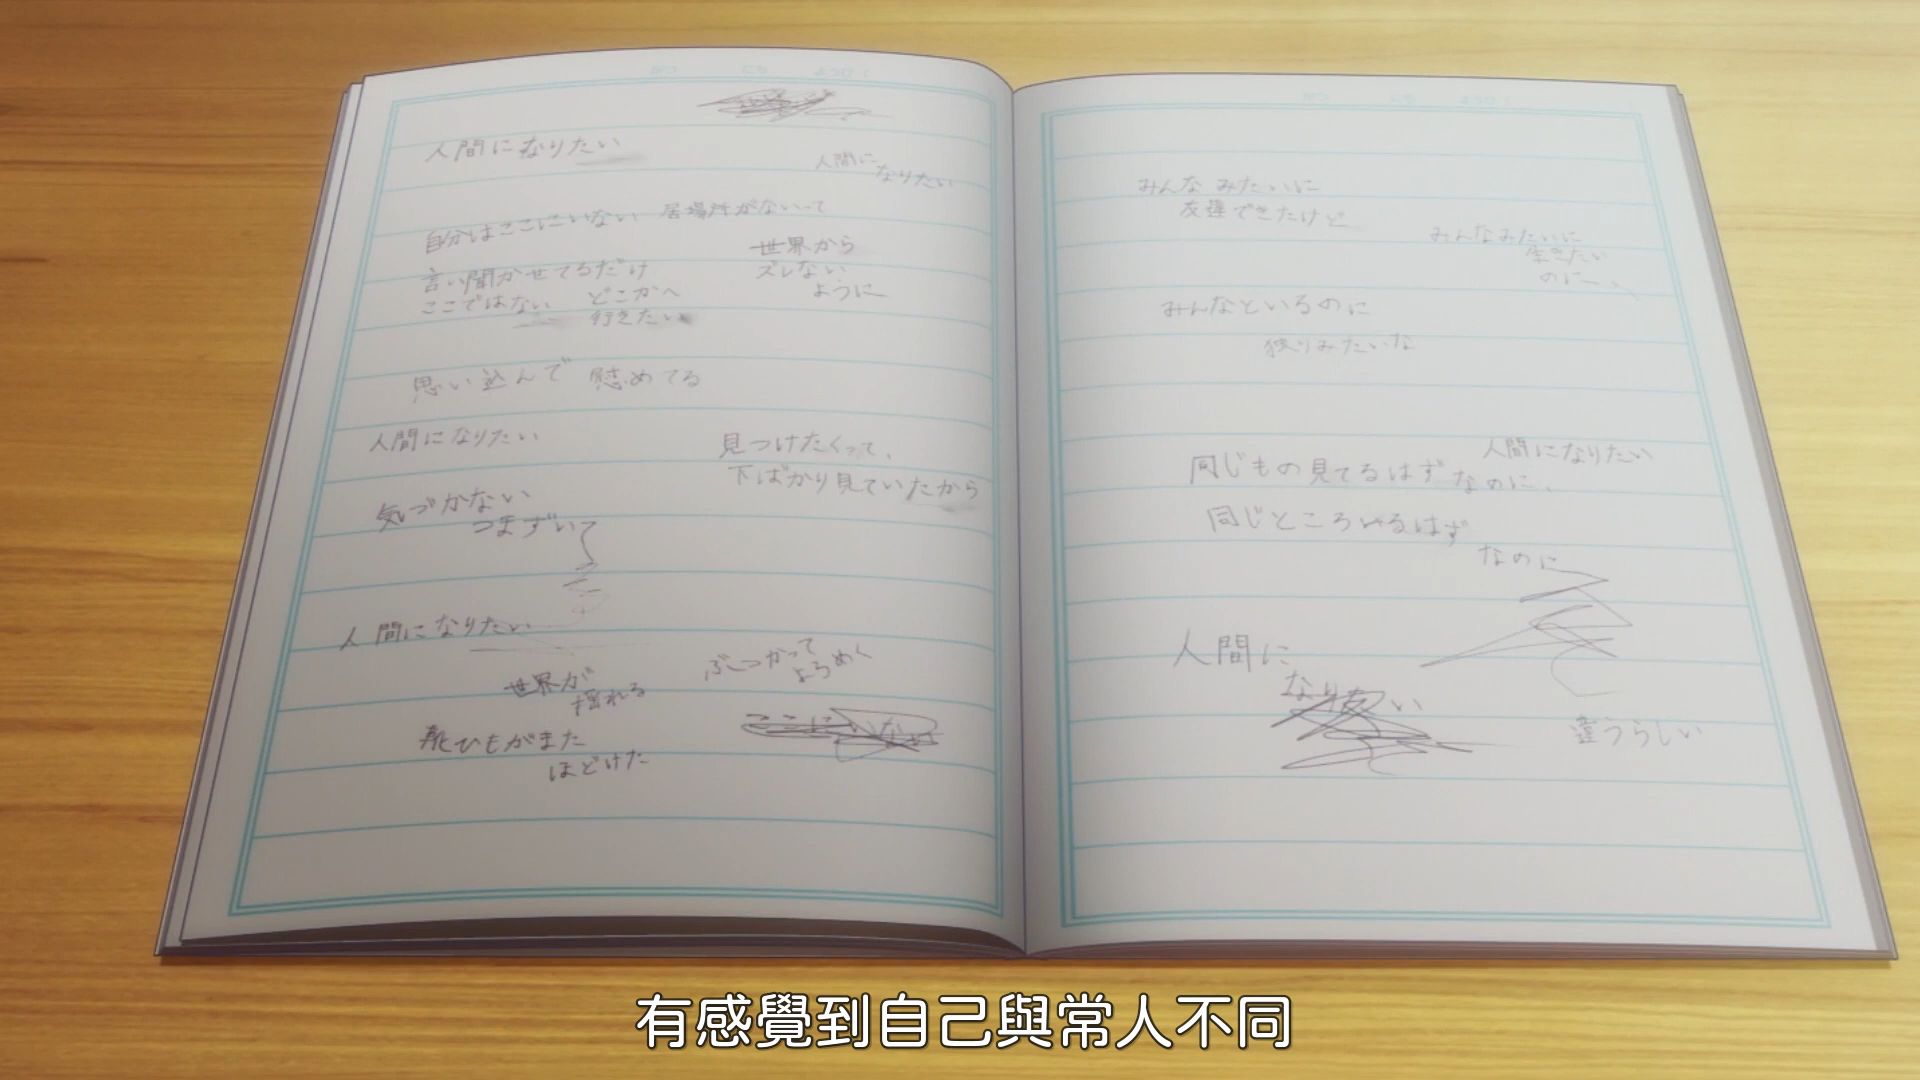 人間になりたい
人間に
なりたい
自分はここにいない 居場所がないって
世界から
ズレない
ように
言い聞かせてるだけ
ここではない どこかへ
行きたい
思い込んで 慰めてる
人間になりたい
見つけたくって、
下ばかり見ていたから
気づかない
つまずいて
人間になりたい
世界が
揺れる
ぶつかって
よろめく
靴ひもがまた
ほどけた
ここにいない
みんなみたいに
友達できたけど
みんなみたいに
生きたい
のに、、
みんなといるのに
独りみたいな
人間になりたい
同じもの見てるはずなのに、
同じところいるはず
なのに
人間に
なりたい
違うらしい
有感覺到自己與常人不同